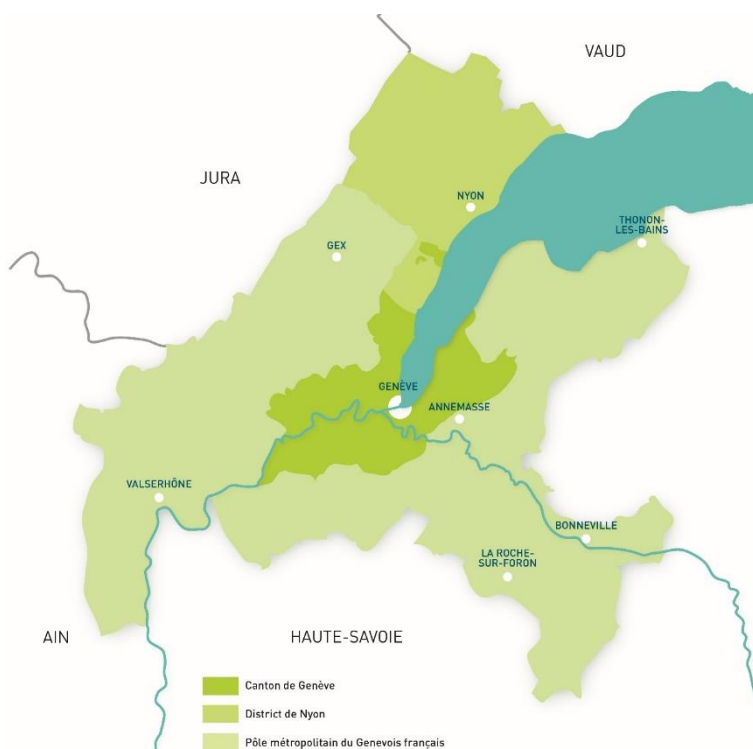 VAUD
JURA
NYON
THONON-
LES-BAINS
GEX
GENÈVE
ANNEMASSE
VALSERHÔNE
BONNEVILLE
LA ROCHE-
SUR-FORON
AIN
HAUTE-SAVOIE
Canton de Genève
District de Nyon
Pôle métropolitain du Genevois français